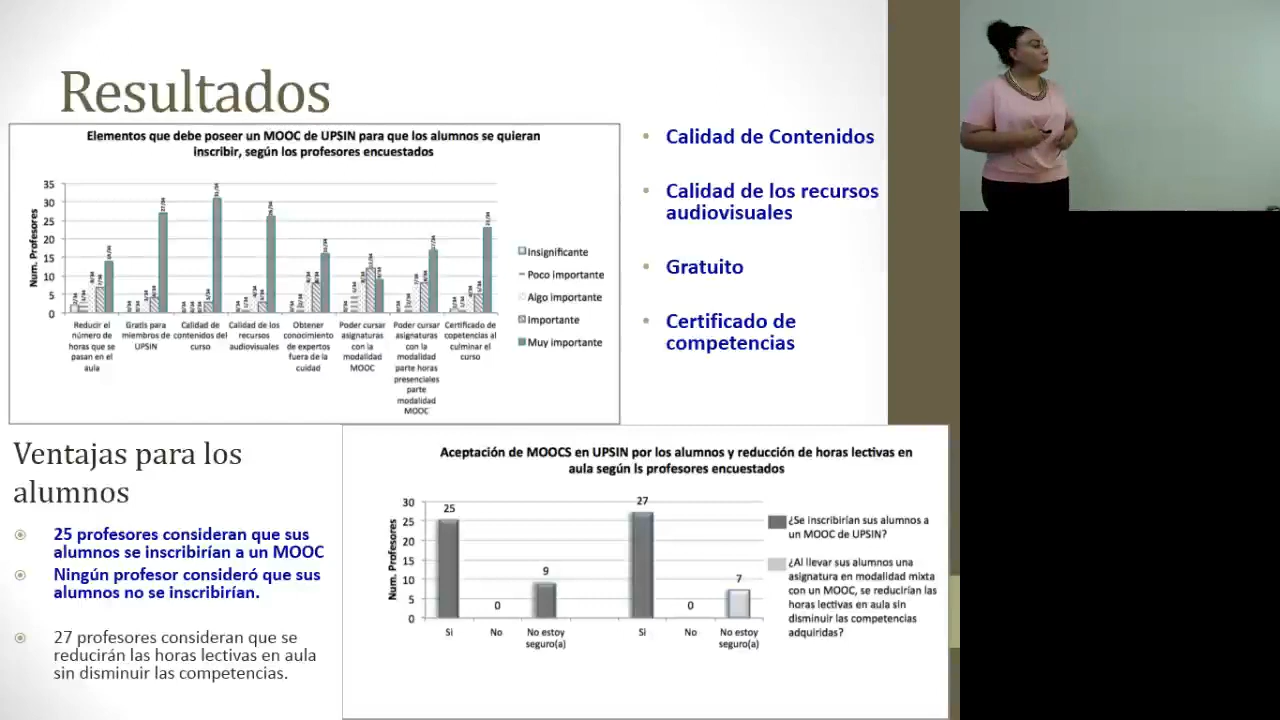 Resultados
Elementos que debe poseer un MOOC de UPSIN para que los alumnos se quieran
inscribir, según los profesores encuestados
Num. Profesores
35
30
25
20
15
10
5
0
27/34
31/34
Reducir el
número de
horas que se
pasan en el
aula
Gratis para
miembros de
UPSIN
Calidad de
contenidos del
curso
Calidad de los
recursos
audiovisuales
Obtener
conocimiento
de expertos
fuera de la
cuidad
Poder cursar
asignaturas
con la
modalidad
MOOC
Poder cursar
asignaturas
con la
modalidad
parte horas
presenciales
parte
modalidad
MOOC
Certificado de
copetencias al
culminar el
curso
Insignificante
Poco importante
Algo importante
Importante
Muy importante
• Calidad de Contenidos
• Calidad de los recursos
audiovisuales
• Gratuito
• Certificado de
competencias
Ventajas para los
alumnos
25 profesores consideran que sus
alumnos se inscribirían a un MOOC
Ningún profesor consideró que sus
alumnos no se inscribirían.
27 profesores consideran que se
reducirán las horas lectivas en aula
sin disminuir las competencias.
Aceptación de MOOCS en UPSIN por los alumnos y reducción de horas lectivas en
aula según ls profesores encuestados
Num. Profesores
30
25
20
15
10
5
0
25
0
9
27
0
7
Si
No
No estoy
seguro(a)
Si
No
No estoy
seguro(a)
¿Se inscribirían sus alumnos a
un MOOC de UPSIN?
¿Al llevar sus alumnos una
asignatura en modalidad mixta
con un MOOC, se reducirían las
horas lectivas en aula sin
disminuir las competencias
adquiridas?